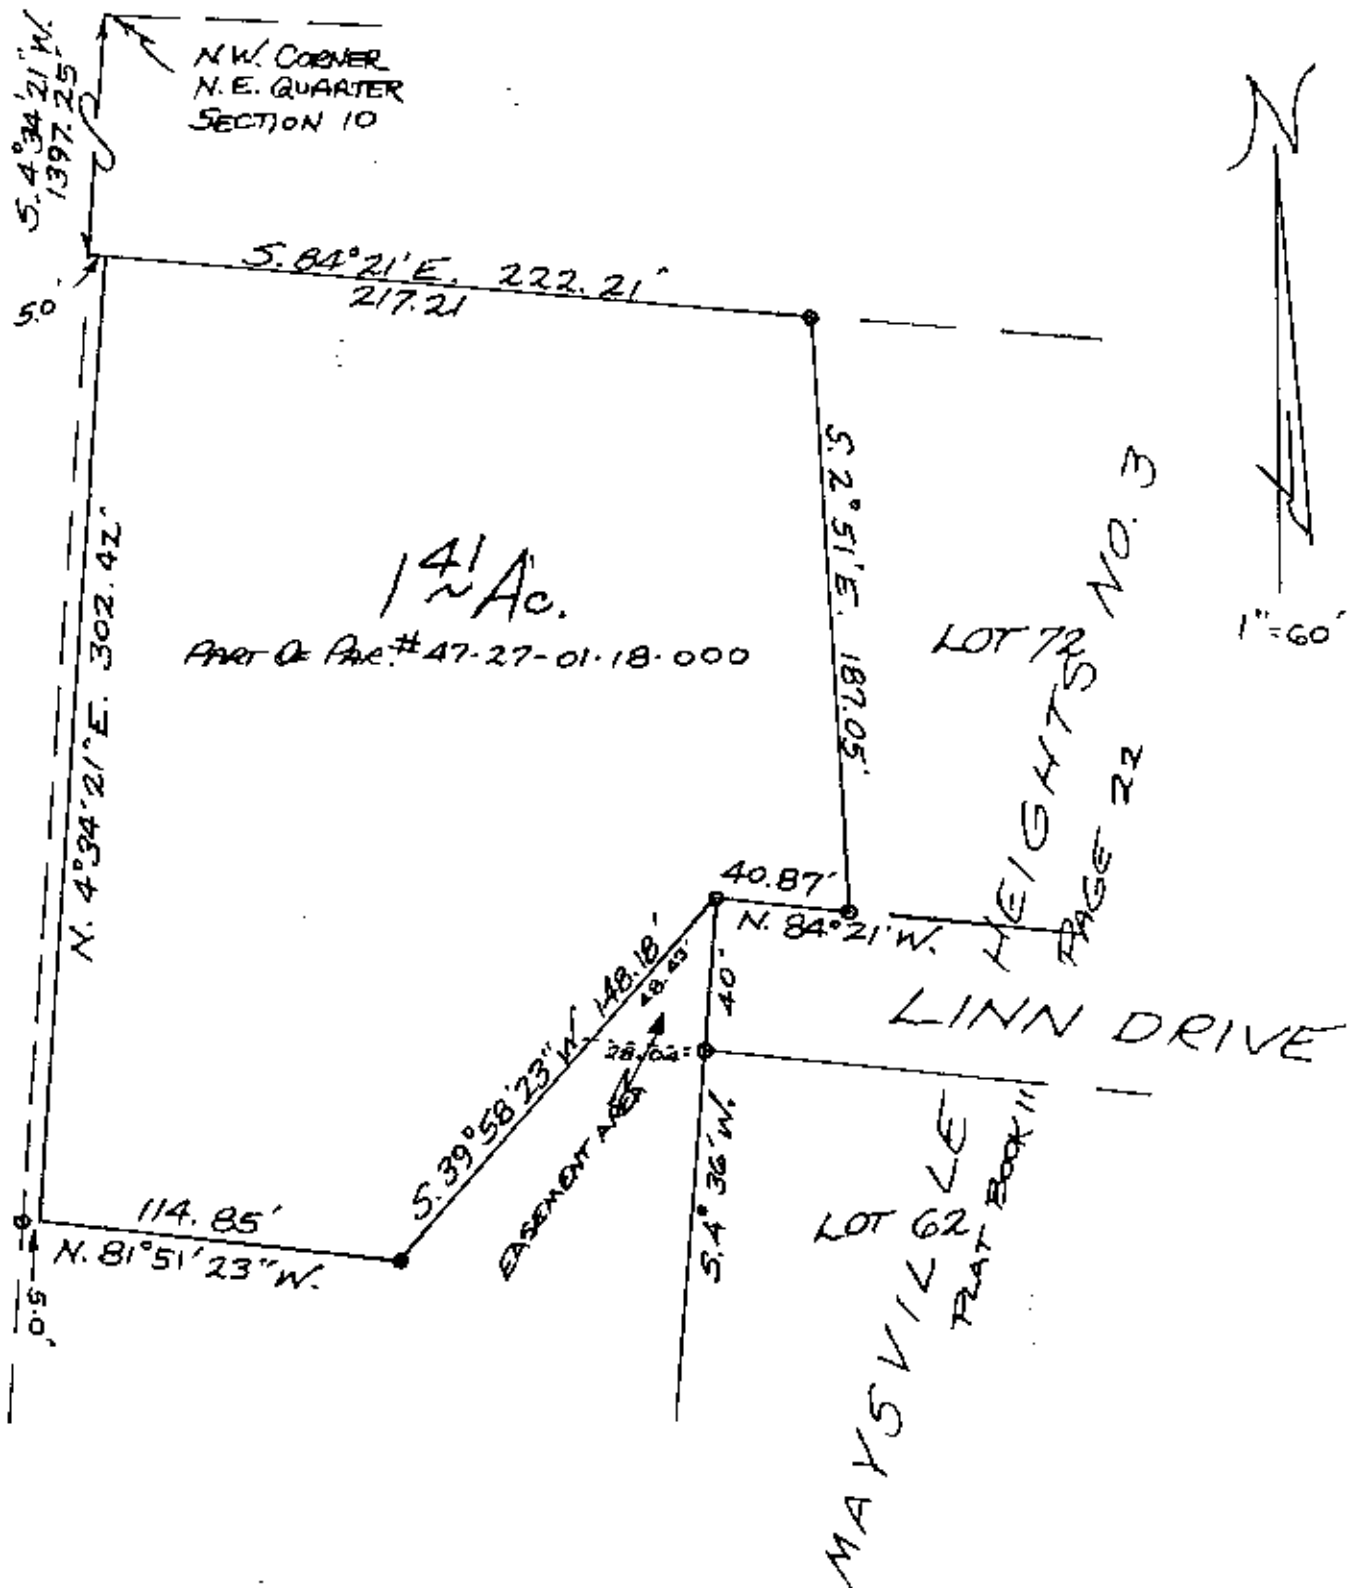 S. 4°34'21" W.
1397.25'
N.W. CORNER
N.E. QUARTER
SECTION 10
N
5.0'
S. 84°21' E. 222.21'
217.21
S. 2°51' E. 187.05'
N. 4°34'21" E. 302.42'
1 41 Ac.
PART OF PAR.# 47-27-01-18-000
LOT 72
1"=60'
MAYSVILLE HEIGHTS NO. 3
PLAT BOOK 11 PAGE 22
40.87'
N. 84°21' W.
S. 39°58'23" W. 148.18'
48.43'
40'
28.02
LINN DRIVE
EASEMENT AREA
S. 4°36' W.
LOT 62
114.85'
N. 81°51'23" W.
5.0'